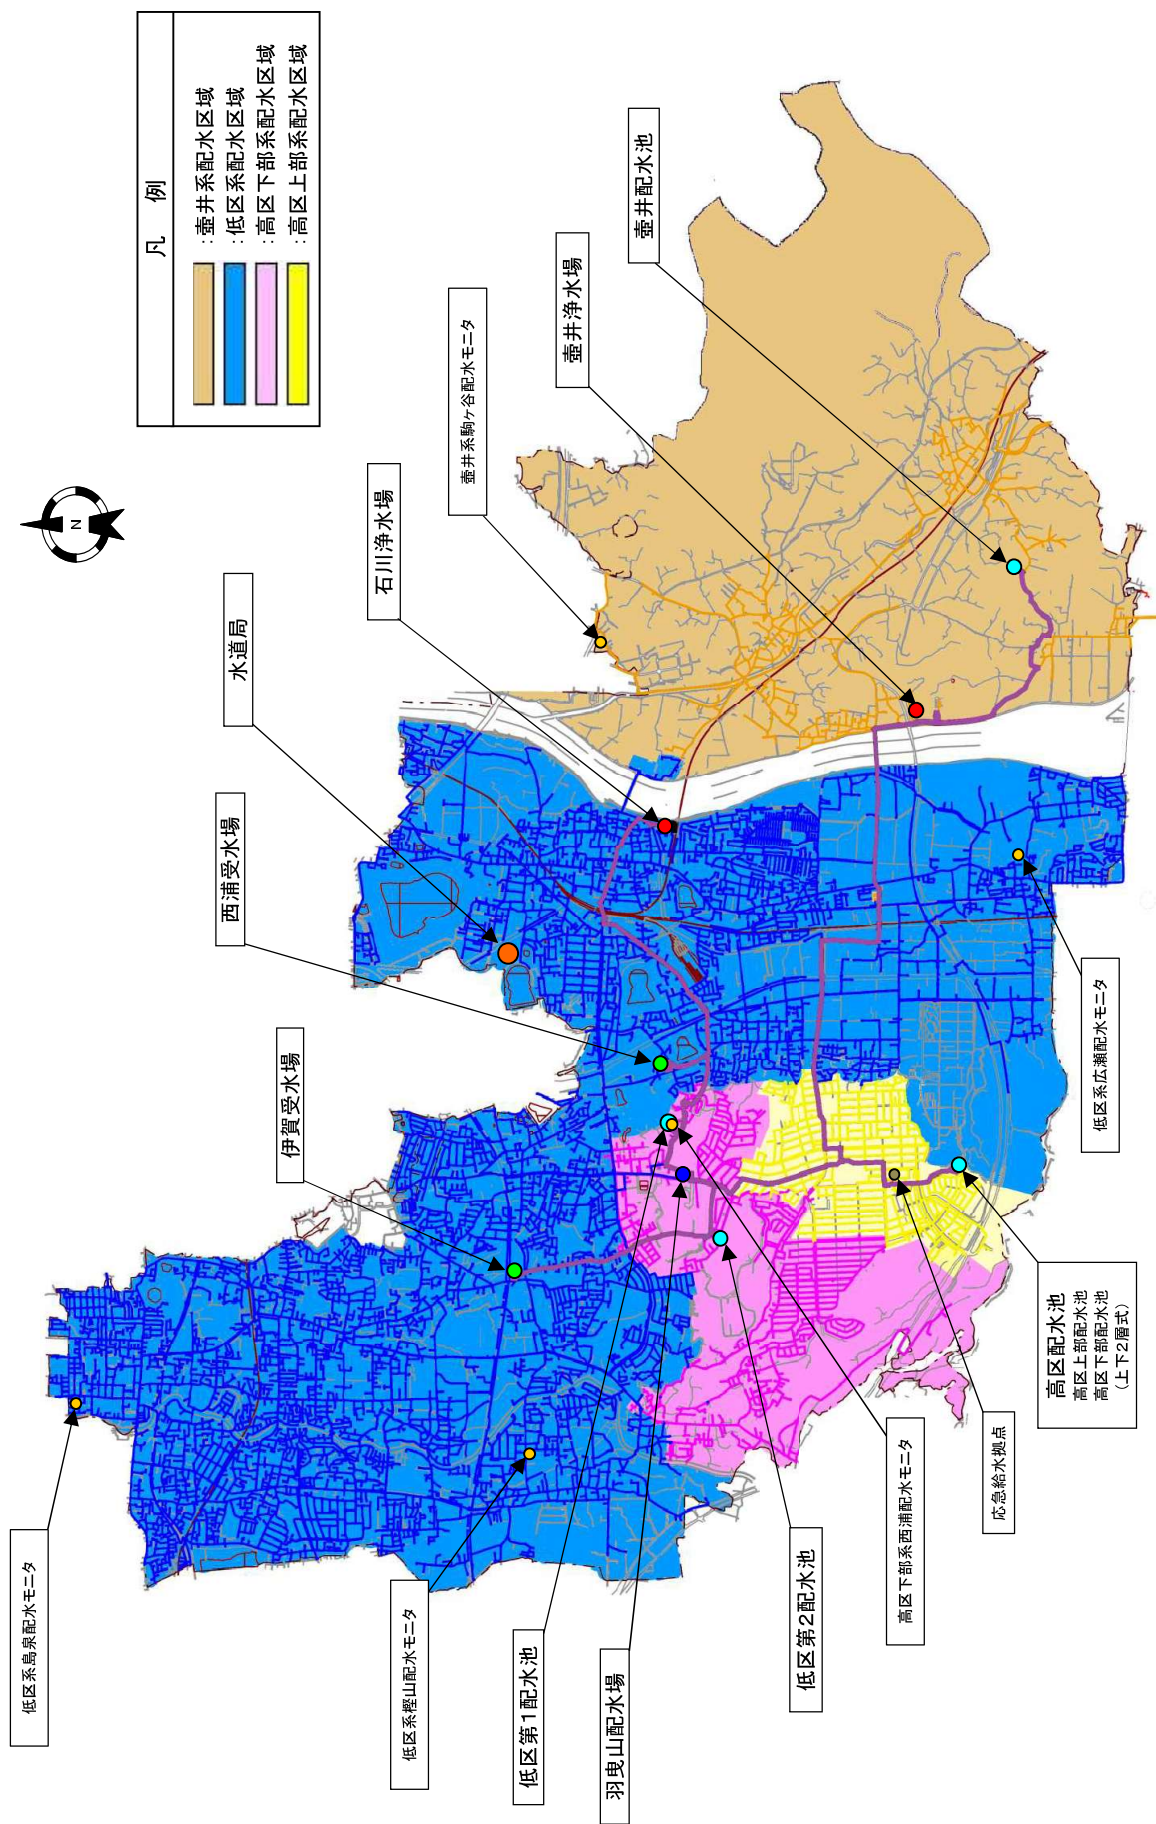 凡 例
:壺井系配水区域
:低区系配水区域
:高区下部系配水区域
:高区上部系配水区域
N
壺井配水池
壺井浄水場
壺井系駒ヶ谷配水モニタ
石川浄水場
水道局
西浦受水場
伊賀受水場
低区系島泉配水モニタ
低区系樫山配水モニタ
低区第1配水池
羽曳山配水場
低区第2配水池
高区下部系西浦配水モニタ
応急給水拠点
高区配水池
高区上部配水池
高区下部配水池
(上下2層式)
低区系広瀬配水モニタ